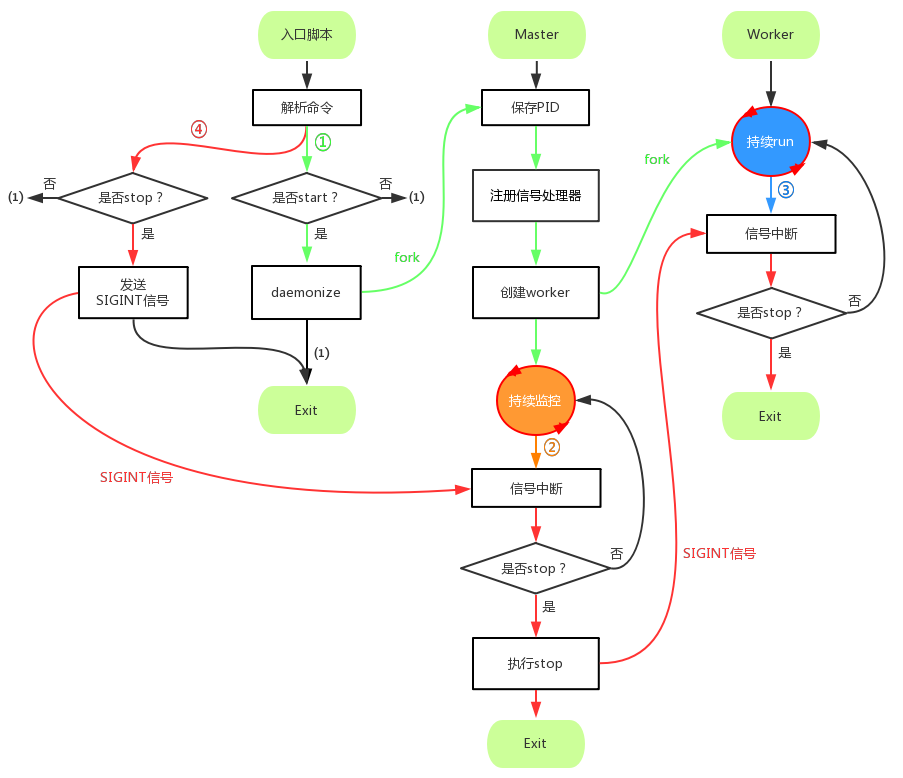 入口脚本
Master
Worker
解析命令
保存PID
④
①
持续run
fork
否
是否stop？
(1)
是否start？
否
(1)
③
注册信号处理器
是
是
信号中断
fork
发送
SIGINT信号
daemonize
创建worker
是否stop？
否
(1)
是
Exit
持续监控
Exit
②
SIGINT信号
信号中断
否
SIGINT信号
是否stop？
是
执行stop
Exit